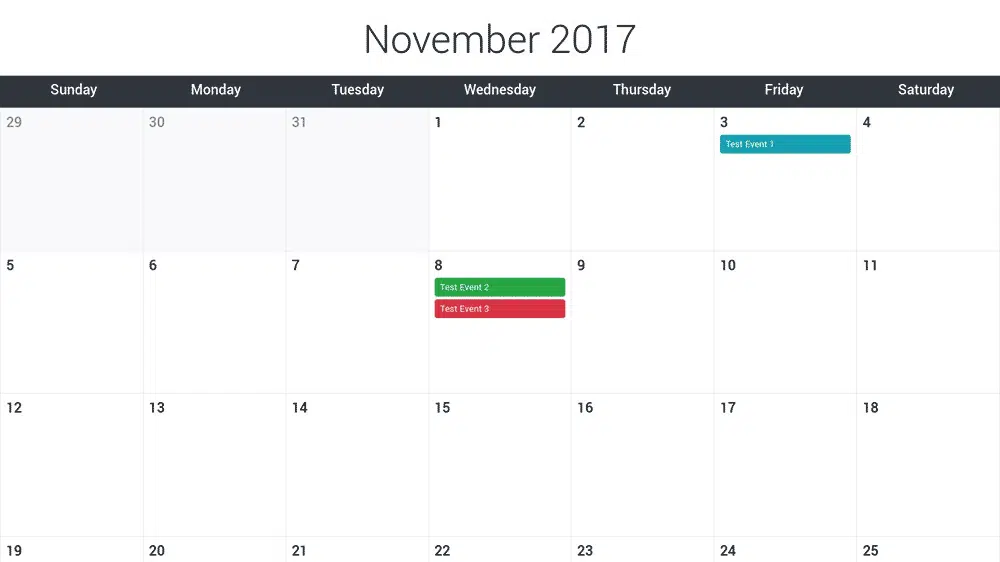 November 2017
Sunday Monday Tuesday Wednesday Thursday Friday Saturday
29 30 31 1 2 3 4
Test Event 1
5 6 7 8 9 10 11
Test Event 2
Test Event 3
12 13 14 15 16 17 18
19 20 21 22 23 24 25